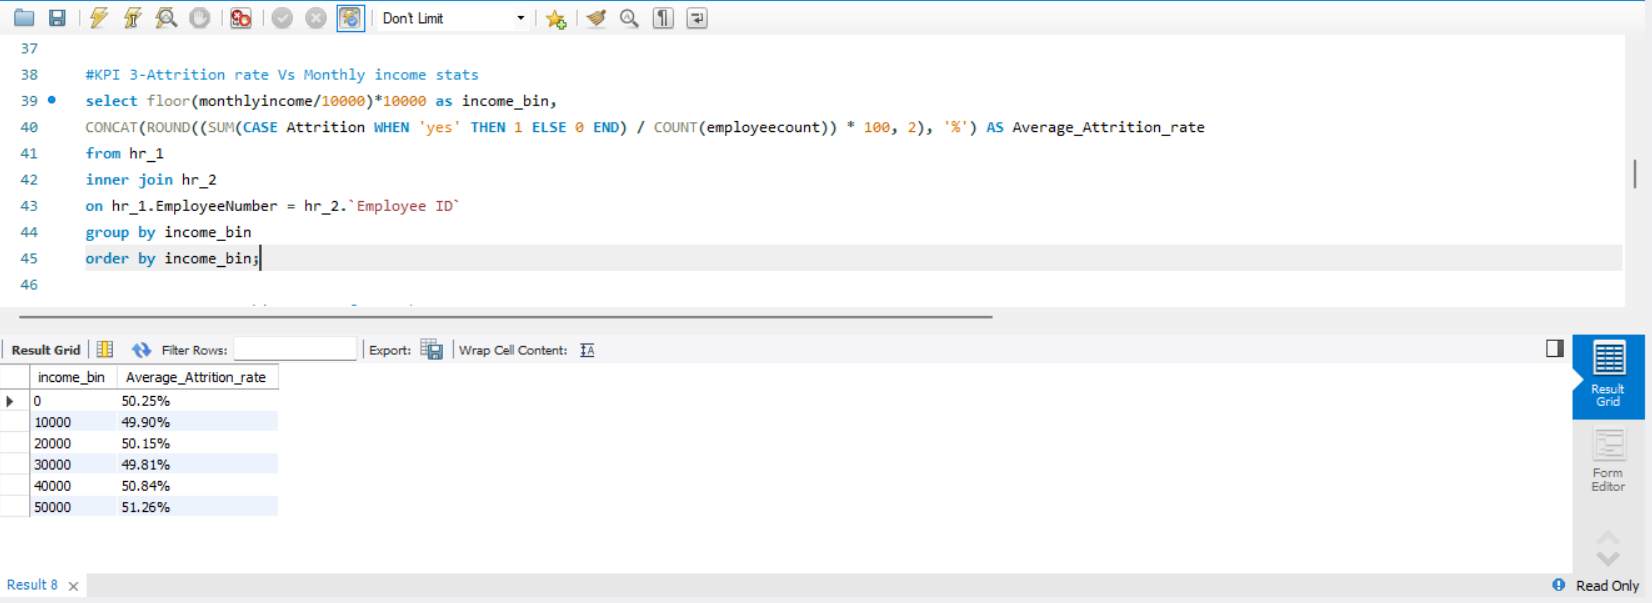 Don't Limit
37
38 #KPI 3-Attrition rate Vs Monthly income stats
39 select floor(monthlyincome/10000)*10000 as income_bin,
40 CONCAT(ROUND((SUM(CASE Attrition WHEN 'yes' THEN 1 ELSE 0 END) / COUNT(employeecount)) * 100, 2), '%') AS Average_Attrition_rate
41 from hr_1
42 inner join hr_2
43 on hr_1.EmployeeNumber = hr_2.`Employee ID`
44 group by income_bin
45 order by income_bin;
46
Result Grid Filter Rows: Export: Wrap Cell Content:
income_bin Average_Attrition_rate
0 50.25%
10000 49.90%
20000 50.15%
30000 49.81%
40000 50.84%
50000 51.26%
Result
Grid
Form
Editor
Result 8
Read Only